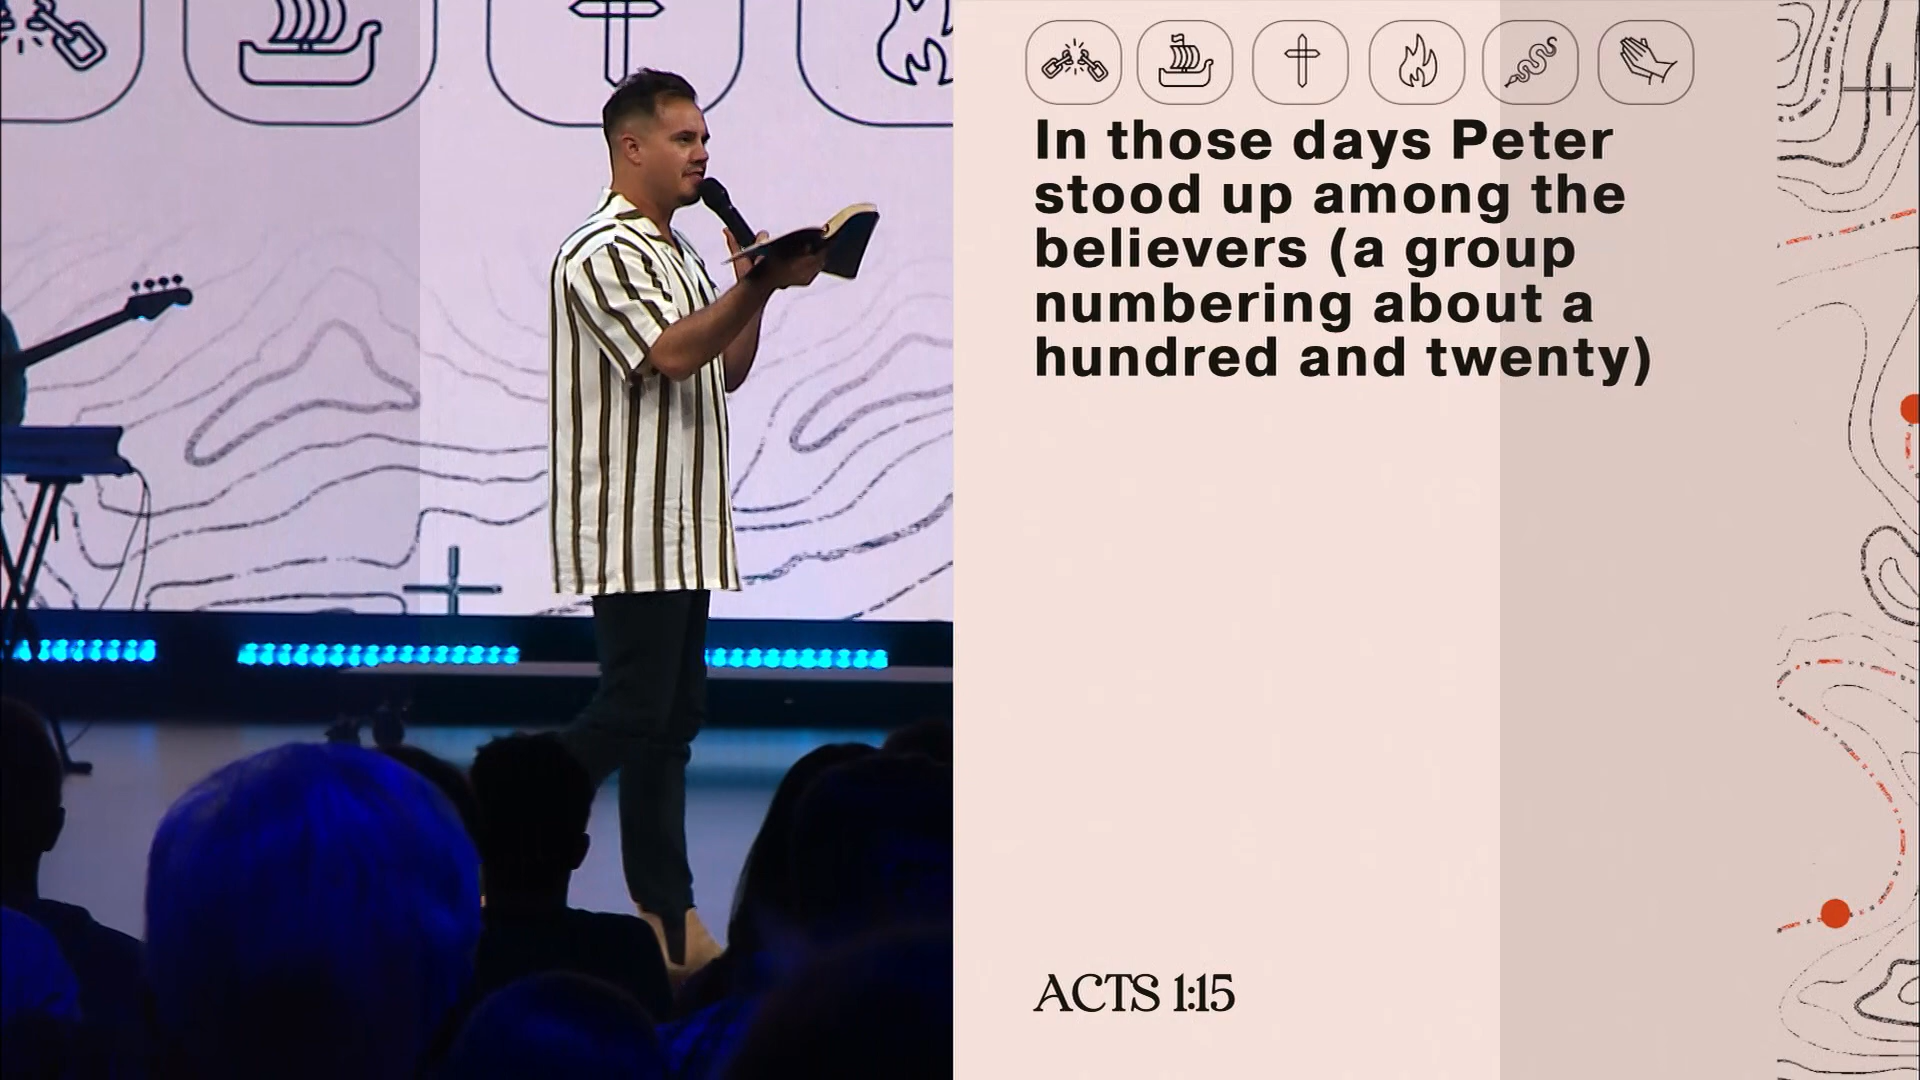 In those days Peter
stood up among the
believers (a group
numbering about a
hundred and twenty)
ACTS 1:15